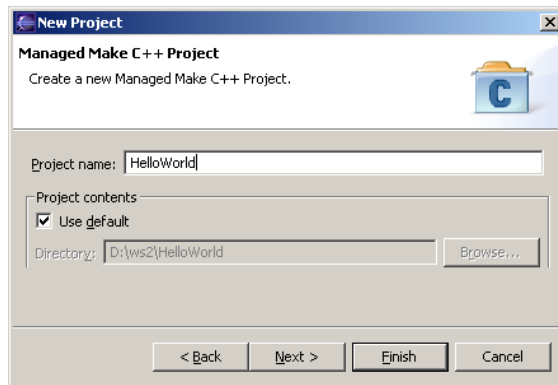 New Project
Managed Make C++ Project
Create a new Managed Make C++ Project.
C
Project name: HelloWorld
Project contents
Use default
Directory: D:\ws2\HelloWorld Browse...
< Back Next > Finish Cancel